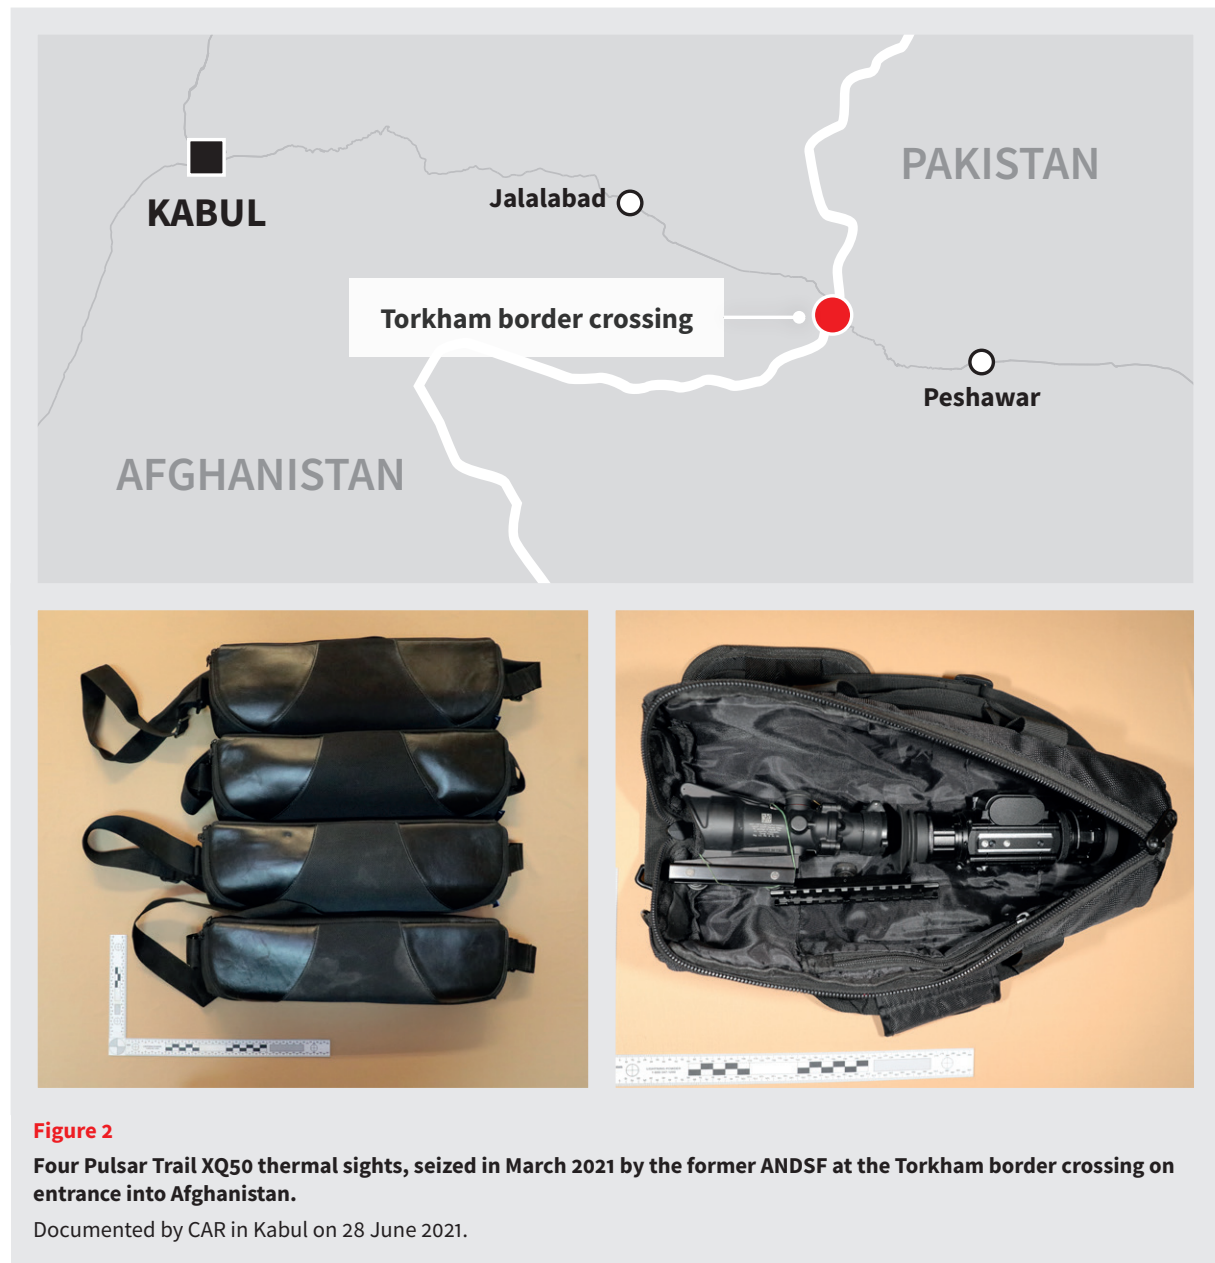 PAKISTAN
KABUL
Jalalabad
Torkham border crossing
Peshawar
AFGHANISTAN
Figure 2
Four Pulsar Trail XQ50 thermal sights, seized in March 2021 by the former ANDSF at the Torkham border crossing on
entrance into Afghanistan.
Documented by CAR in Kabul on 28 June 2021.